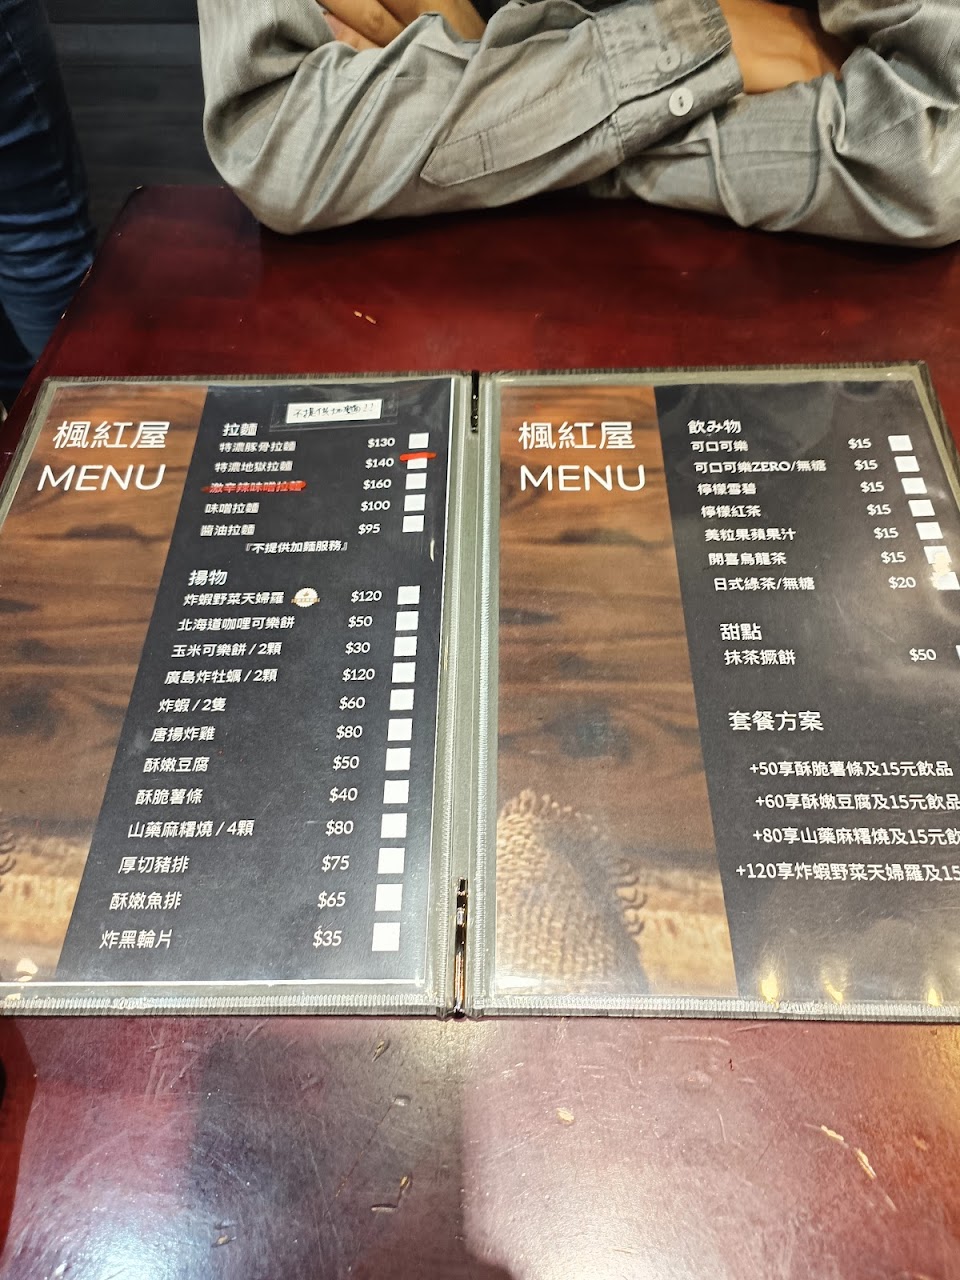 楓紅屋
MENU
不提供加麵!!
拉麵
特濃豚骨拉麵 $130
特濃地獄拉麵 $140
激辛辣味噌拉麵 $160
味噌拉麵 $100
醬油拉麵 $95
『不提供加麵服務』
揚物
炸蝦野菜天婦羅 $120
北海道咖哩可樂餅 $50
玉米可樂餅 / 2顆 $30
廣島炸牡蠣 / 2顆 $120
炸蝦 / 2隻 $60
唐揚炸雞 $80
酥嫩豆腐 $50
酥脆薯條 $40
山藥麻糬燒 / 4顆 $80
厚切豬排 $75
酥嫩魚排 $65
炸黑輪片 $35
楓紅屋
MENU
飲み物
可口可樂 $15
可口可樂ZERO/無糖 $15
檸檬雪碧 $15
檸檬紅茶 $15
美粒果蘋果汁 $15
開喜烏龍茶 $15
日式綠茶/無糖 $20
甜點
抹茶撅餅 $50
套餐方案
+50享酥脆薯條及15元飲品
+60享酥嫩豆腐及15元飲品
+80享山藥麻糬燒及15元飲
+120享炸蝦野菜天婦羅及15